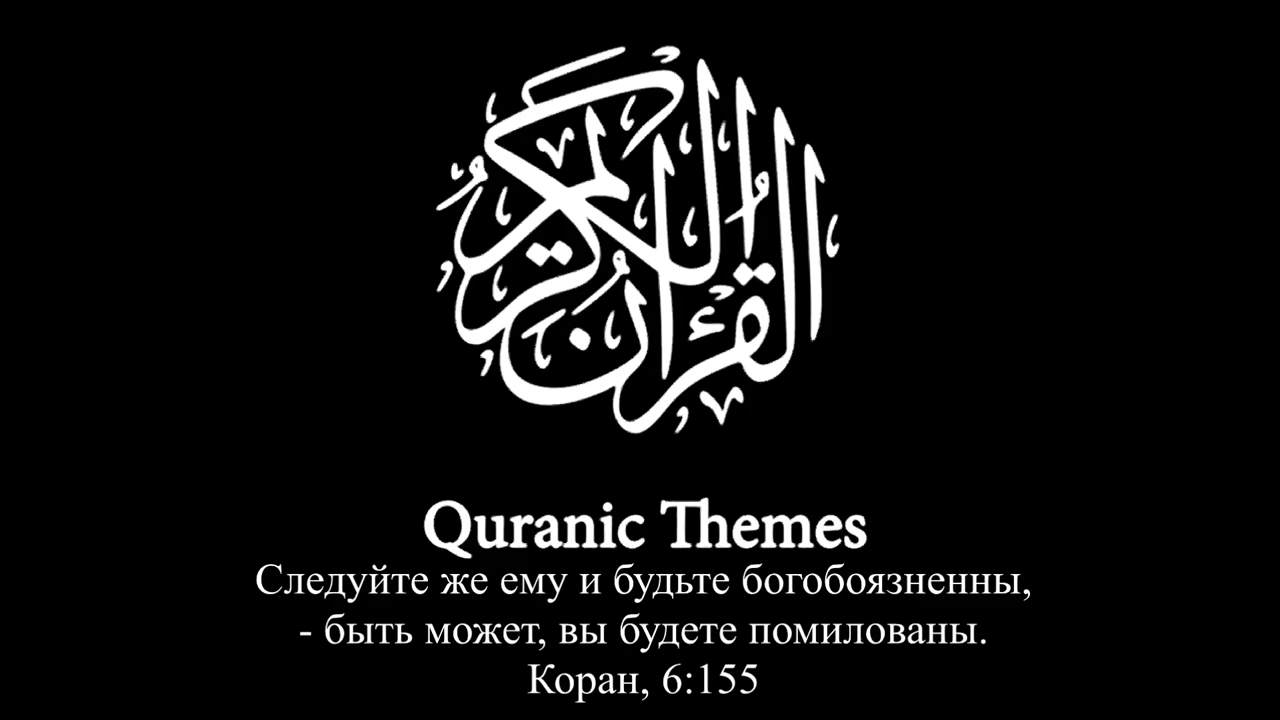 القرآن الكريم
Quranic Themes
Следуйте же ему и будьте богобоязненны,
- быть может, вы будете помилованы.
Коран, 6:155